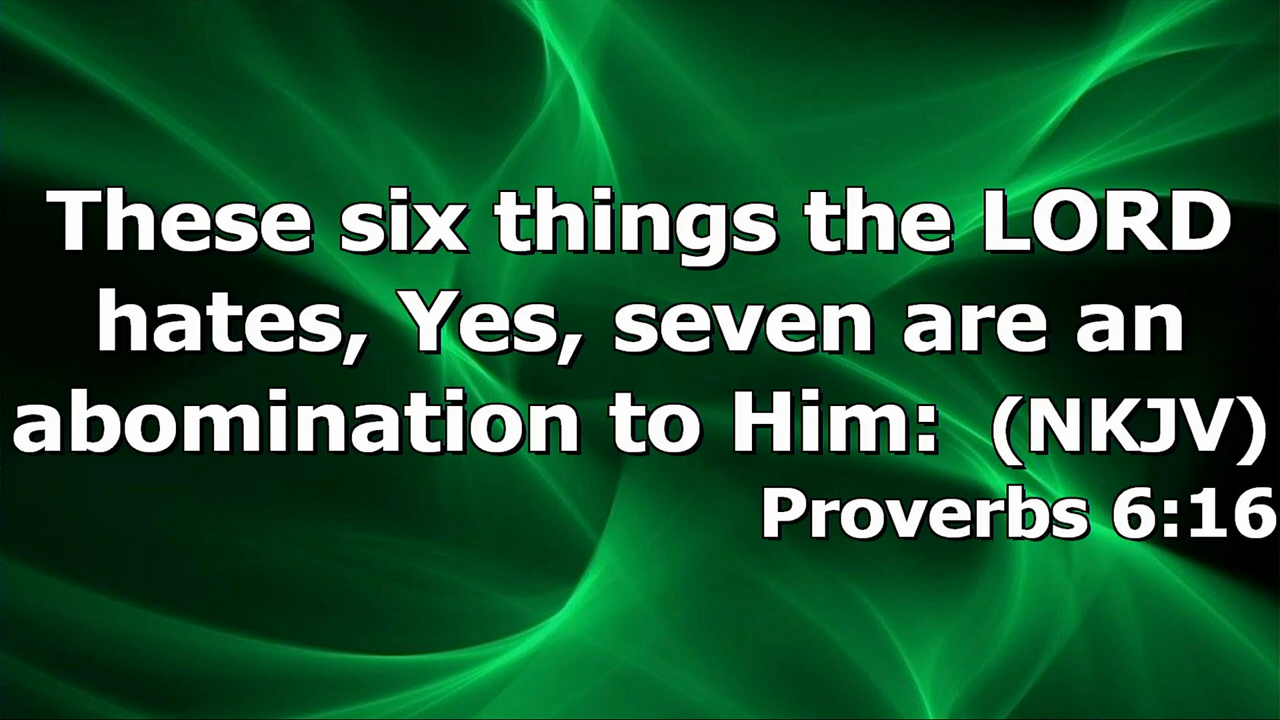 These six things the LORD
hates, Yes, seven are an
abomination to Him: (NKJV)
Proverbs 6:16